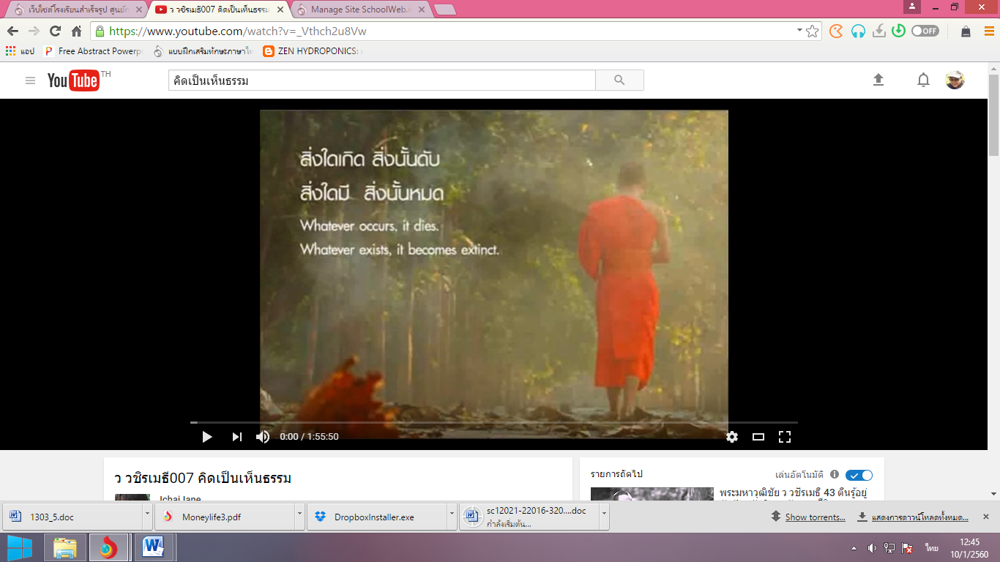 เว็บไซต์โรงเรียนสำเร็จรูป ศูนย์
ว วชิรเมธี007 คิดเป็นเห็นธรรม
Manage Site SchoolWeb.i
https://www.youtube.com/watch?v=_Vthch2u8Vw
OFF
แอป
Free Abstract Powerp
แบบฝึกเสริมทักษะภาษาไ
ZEN HYDROPONICS:
YouTube TH
คิดเป็นเห็นธรรม
สิ่งใดเกิด สิ่งนั้นดับ
สิ่งใดมี สิ่งนั้นหมด
Whatever occurs, it dies.
Whatever exists, it becomes extinct.
0:00 / 1:55:50
ว วชิรเมธี007 คิดเป็นเห็นธรรม
รายการถัดไป
เล่นอัตโนมัติ
พระมหาวุฒิชัย ว วชิรเมธี 43 ตื่นรู้อยู่
1303_5.doc
Moneylife3.pdf
DropboxInstaller.exe
sc12021-22016-320....doc
กำลังเริ่มต้น...
Show torrents...
แสดงการดาวน์โหลดทั้งหมด...
ไทย
12:45
10/1/2560